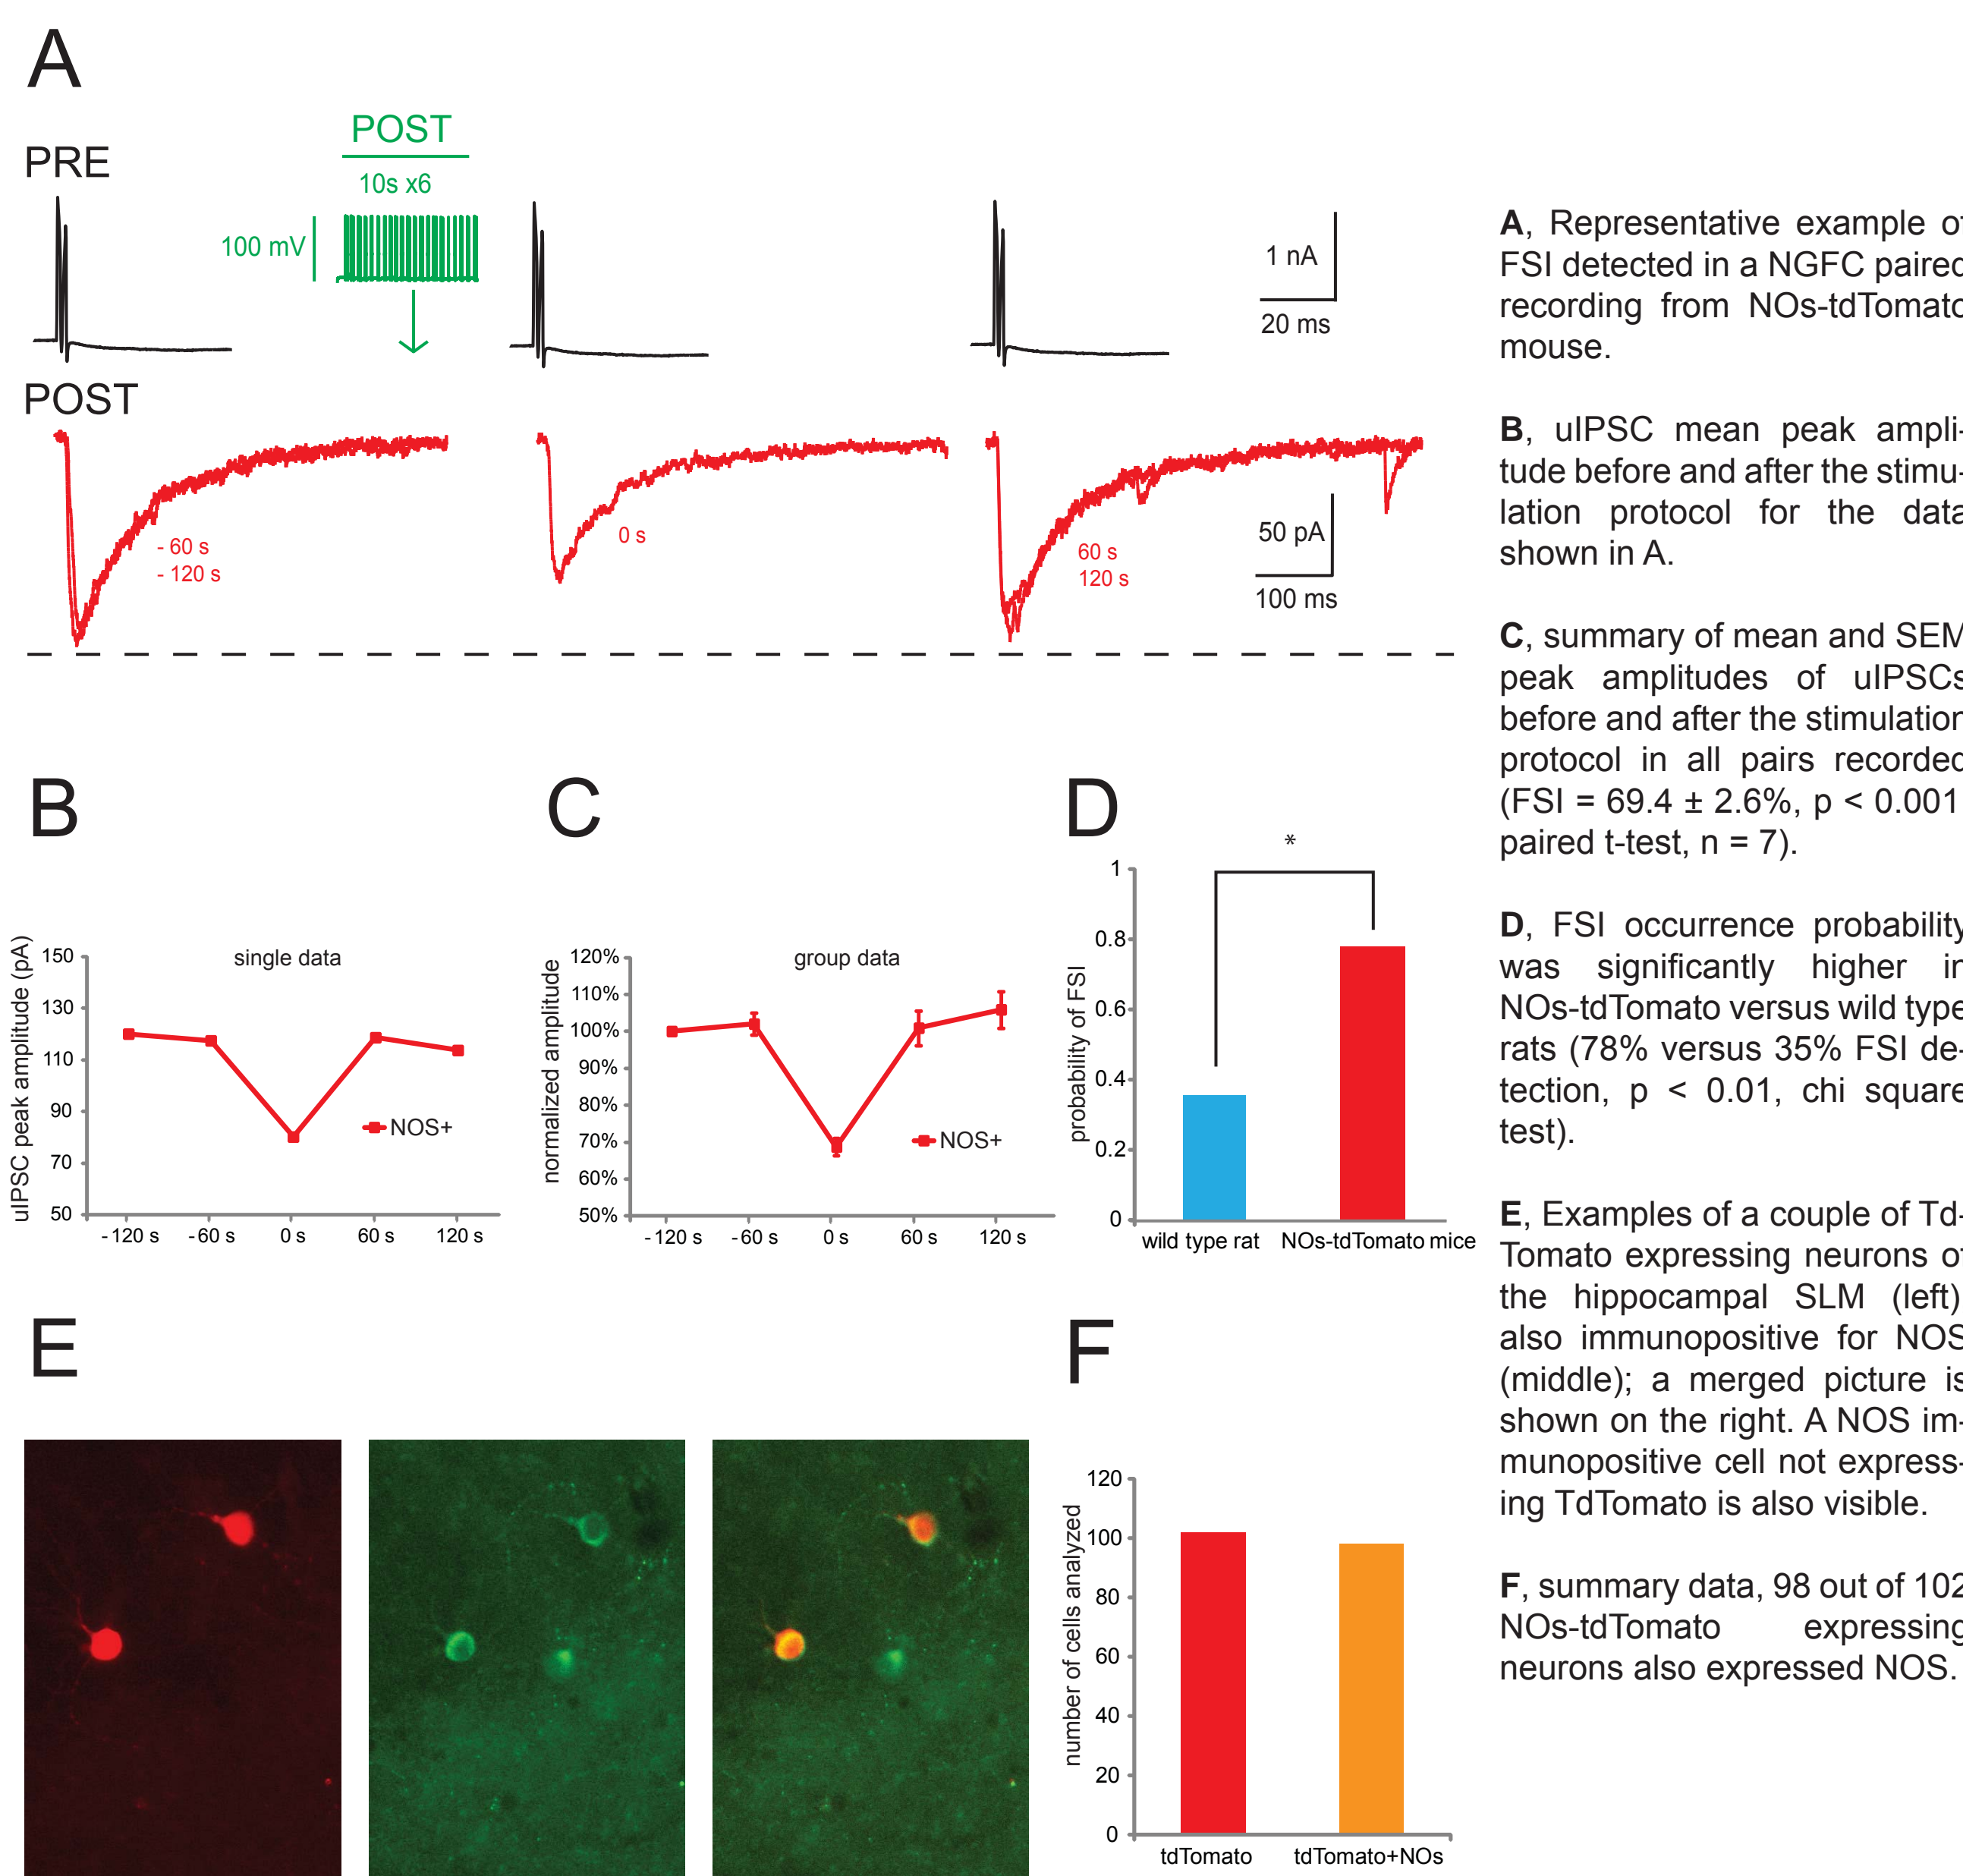 A
PRE
POST
10s x6
100 mV
1 nA
20 ms
POST
- 60 s
- 120 s
0 s
60 s
120 s
50 pA
100 ms
B
single data
uIPSC peak amplitude (pA)
150
130
110
90
70
50
NOS+
- 120 s
- 60 s
0 s
60 s
120 s
C
group data
normalized amplitude
120%
110%
100%
90%
80%
70%
60%
50%
NOS+
- 120 s
- 60 s
0 s
60 s
120 s
D
*
probability of FSI
1
0.8
0.6
0.4
0.2
0
wild type rat
NOs-tdTomato mice
E
F
number of cells analyzed
120
100
80
60
40
20
0
tdTomato
tdTomato+NOs
A, Representative example of
FSI detected in a NGFC paired
recording from NOs-tdTomato
mouse.
B, uIPSC mean peak ampli-
tude before and after the stimu-
lation protocol for the data
shown in A.
C, summary of mean and SEM
peak amplitudes of uIPSCs
before and after the stimulation
protocol in all pairs recorded
(FSI = 69.4 ± 2.6%, p < 0.001
paired t-test, n = 7).
D, FSI occurrence probability
was significantly higher in
NOs-tdTomato versus wild type
rats (78% versus 35% FSI de-
tection, p < 0.01, chi square
test).
E, Examples of a couple of Td-
Tomato expressing neurons of
the hippocampal SLM (left)
also immunopositive for NOS
(middle); a merged picture is
shown on the right. A NOS im-
munopositive cell not express-
ing TdTomato is also visible.
F, summary data, 98 out of 102
NOs-tdTomato expressing
neurons also expressed NOS.